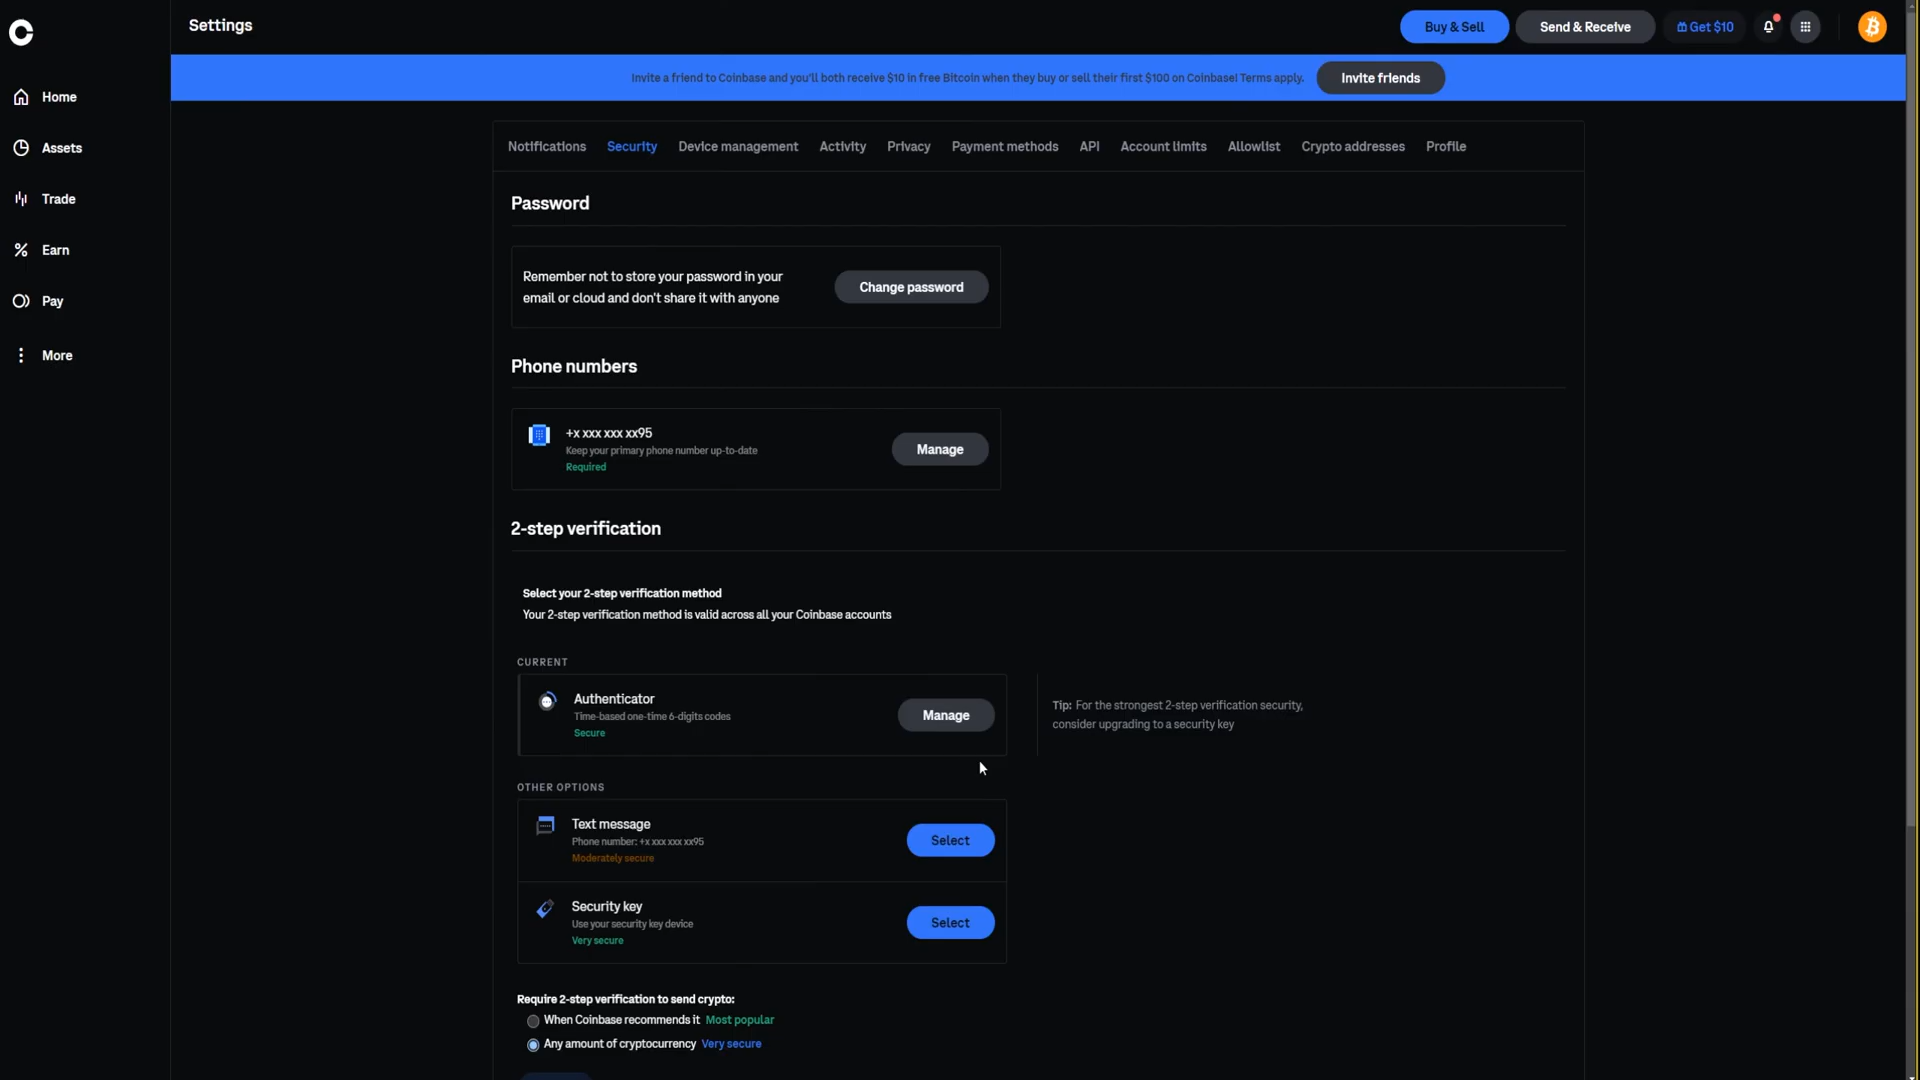 Settings
Buy & Sell
Send & Receive
Get $10
Invite a friend to Coinbase and you'll both receive $10 in free Bitcoin when they buy or sell their first $100 on Coinbase! Terms apply.
Invite friends
Home
Assets
Trade
Earn
Pay
More
Notifications
Security
Device management
Activity
Privacy
Payment methods
API
Account limits
Allowlist
Crypto addresses
Profile
Password
Remember not to store your password in your
email or cloud and don't share it with anyone
Change password
Phone numbers
+x xxx xxx xx95
Keep your primary phone number up-to-date
Required
Manage
2-step verification
Select your 2-step verification method
Your 2-step verification method is valid across all your Coinbase accounts
CURRENT
Authenticator
Time-based one-time 6-digits codes
Secure
Manage
Tip: For the strongest 2-step verification security,
consider upgrading to a security key
OTHER OPTIONS
Text message
Phone number: +x xxx xxx xx95
Moderately secure
Select
Security key
Use your security key device
Very secure
Select
Require 2-step verification to send crypto:
When Coinbase recommends it Most popular
Any amount of cryptocurrency Very secure